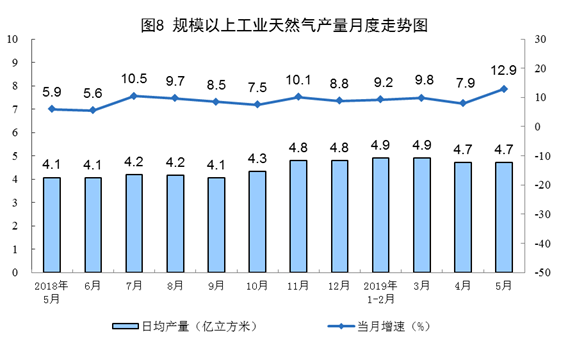 图8 规模以上工业天然气产量月度走势图
10 30
9 20
8 10
7 0
6 -10
5 -20
4 -30
3 -40
2 -50
1
0
5.9 5.6 10.5 9.7 8.5 7.5 10.1 8.8 9.2 9.8 7.9 12.9
4.1 4.1 4.2 4.2 4.1 4.3 4.8 4.8 4.9 4.9 4.7 4.7
2018年 6月 7月 8月 9月 10月 11月 12月 2019年 3月 4月 5月
5月 1-2月
日均产量（亿立方米） 当月增速（%）